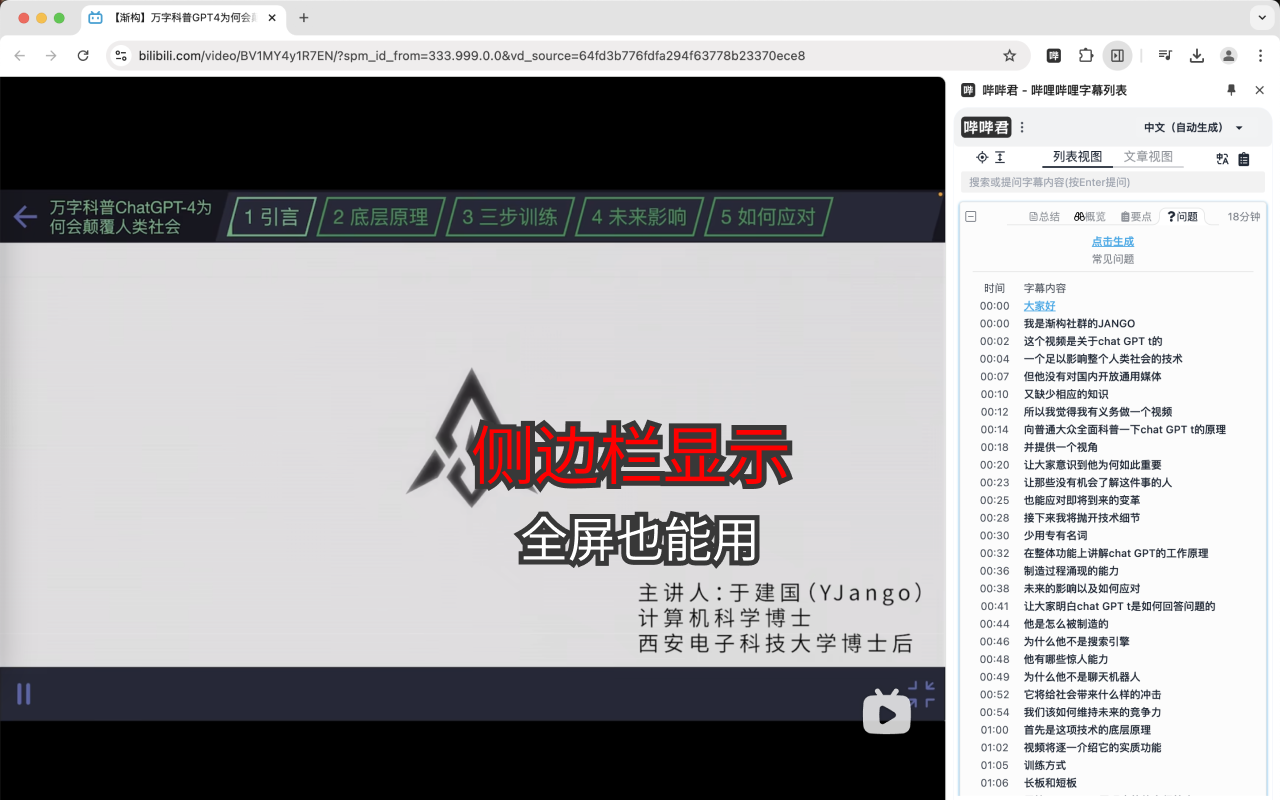 【渐构】万字科普GPT4为何会
bilibili.com/video/BV1MY4y1R7EN/?spm_id_from=333.999.0.0&vd_source=64fd3b776fdfa294f63778b23370ece8
哔
哔 哔哔君 - 哔哩哔哩字幕列表
哔哔君
中文（自动生成）
列表视图 文章视图
搜索或提问字幕内容(按Enter提问)
总结 概览 要点 ?问题 18分钟
点击生成
常见问题
时间 字幕内容
00:00 大家好
00:00 我是渐构社群的JANGO
00:02 这个视频是关于chat GPT t的
00:04 一个足以影响整个人类社会的技术
00:07 但他没有对国内开放通用媒体
00:10 又缺少相应的知识
00:12 所以我觉得我有义务做一个视频
00:14 向普通大众全面科普一下chat GPT t的原理
00:18 并提供一个视角
00:20 让大家意识到他为何如此重要
00:23 让那些没有机会了解这件事的人
00:25 也能应对即将到来的变革
00:28 接下来我将抛开技术细节
00:30 少用专有名词
00:32 在整体功能上讲解chat GPT的工作原理
00:36 制造过程涌现的能力
00:38 未来的影响以及如何应对
00:41 让大家明白chat GPT t是如何回答问题的
00:44 他是怎么被制造的
00:46 为什么他不是搜索引擎
00:48 他有哪些惊人能力
00:49 为什么他不是聊天机器人
00:52 它将给社会带来什么样的冲击
00:54 我们该如何维持未来的竞争力
01:00 首先是这项技术的底层原理
01:02 视频将逐一介绍它的实质功能
01:05 训练方式
01:06 长板和短板
万字科普ChatGPT-4为
何会颠覆人类社会
1 引言 2 底层原理 3 三步训练 4 未来影响 5 如何应对
侧边栏显示
全屏也能用
主讲人：于建国（YJango）
计算机科学博士
西安电子科技大学博士后